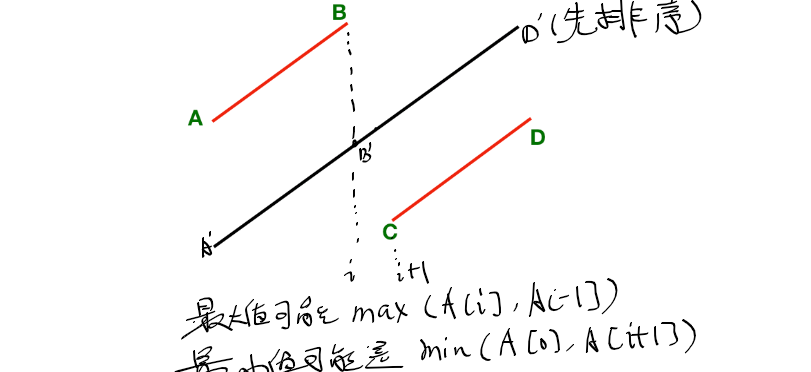 B
D'(先排序)
A
B'
D
A'
C
i
i+1
最大值可能 max (A[i], A[-1])
最小值可能是 min (A[0], A[i+1])